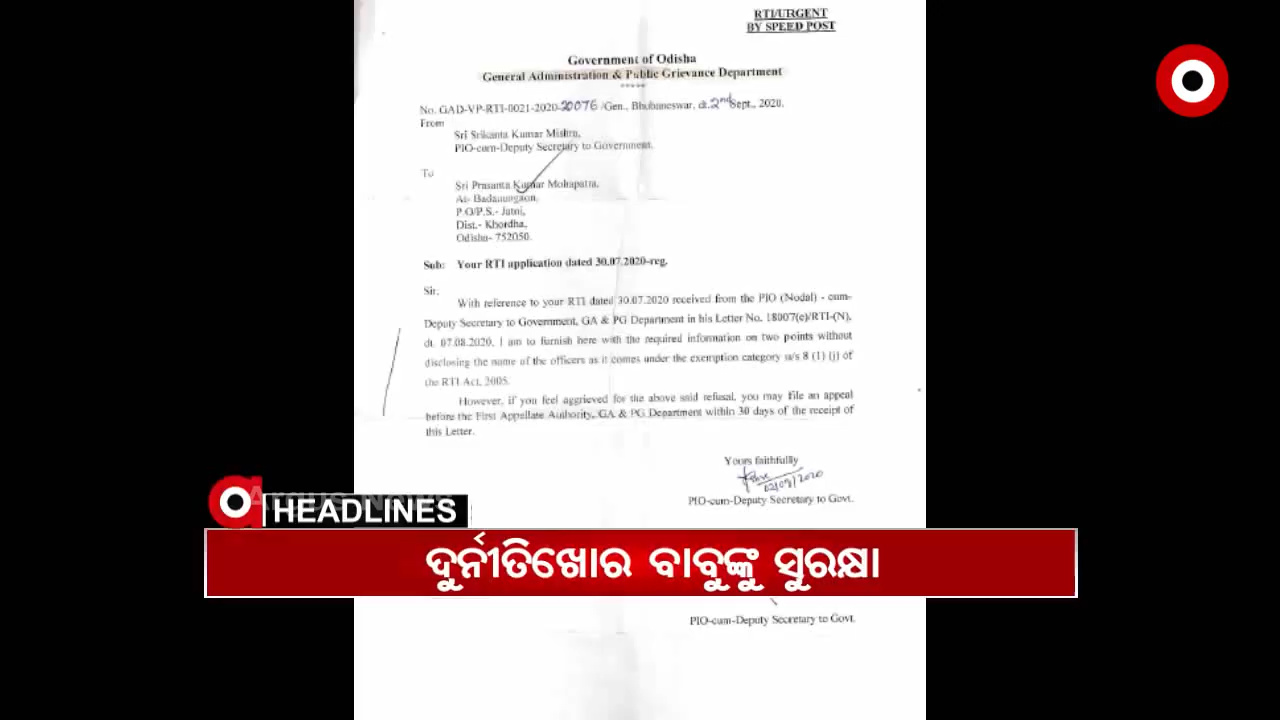 RTI/URGENT
BY SPEED POST
Government of Odisha
General Administration & Public Grievance Department
*****
No. GAD-VP-RTI-0021-2020-20076 /Gen., Bhubaneswar, dt. 2nd Sept., 2020.
From
Sri Srikanta Kumar Mishra,
PIO-cum-Deputy Secretary to Government.
To
Sri Prasanta Kumar Mohapatra,
At-
P.O/P.S.- Jatni,
Dist.- Khordha,
Odisha- 752050.
Sub: Your RTI application dated 30.07.2020-reg.
Sir,
With reference to your RTI dated 30.07.2020 received from the PIO (Nodal) - cum-
Deputy Secretary to Government, GA & PG Department in his Letter No. 18007(e)/RTI-(N),
dt. 07.08.2020, I am to furnish here with the required information on two points without
disclosing the name of the officers as it comes under the exemption category u/s 8 (1) (j) of
the RTI Act, 2005.
However, if you feel aggrieved for the above said refusal, you may file an appeal
before the First Appellate Authority, GA & PG Department within 30 days of the receipt of
this Letter.
Yours faithfully
02/09/2020
PIO-cum-Deputy Secretary to Govt.
Argus News
HEADLINES
ଦୁର୍ନୀତିଖୋର ବାବୁଙ୍କୁ ସୁରକ୍ଷା
PIO-cum-Deputy Secretary to Govt.